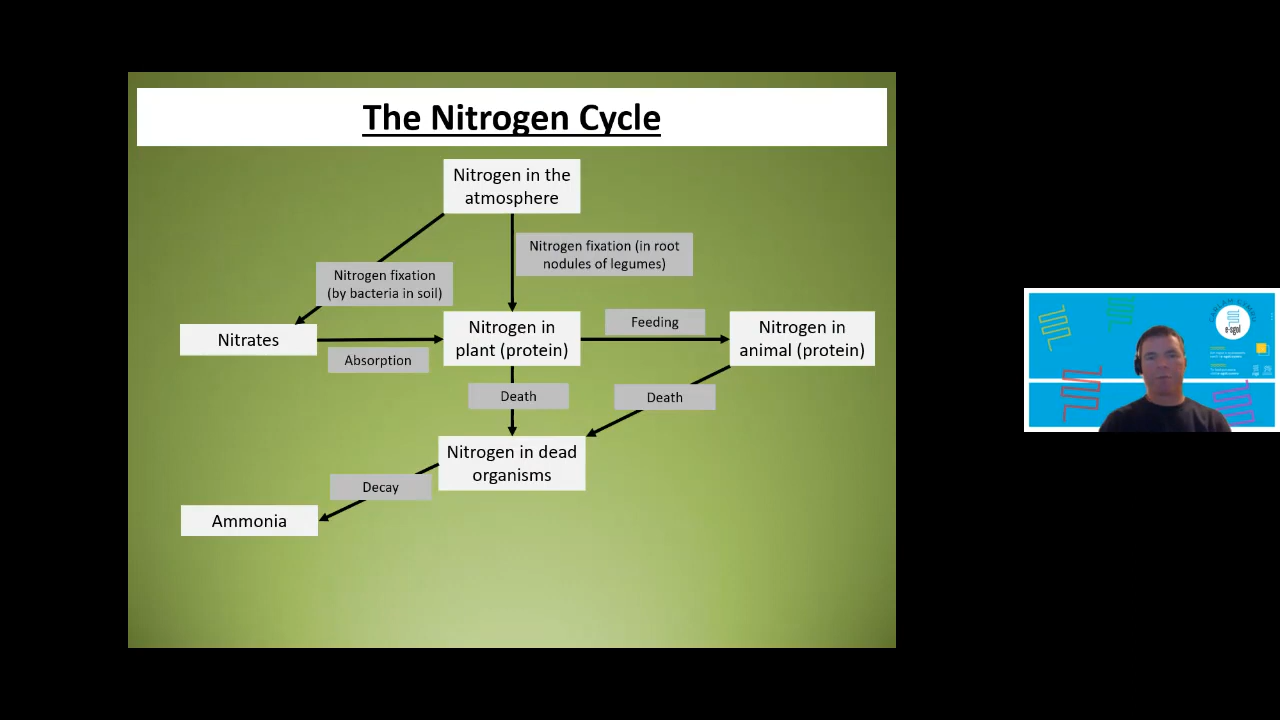 The Nitrogen Cycle
Nitrogen in the
atmosphere
Nitrogen fixation (in root
nodules of legumes)
Nitrogen fixation
(by bacteria in soil)
Nitrates
Absorption
Nitrogen in
plant (protein)
Feeding
Nitrogen in
animal (protein)
Death
Death
Nitrogen in dead
organisms
Decay
Ammonia
e-sgol